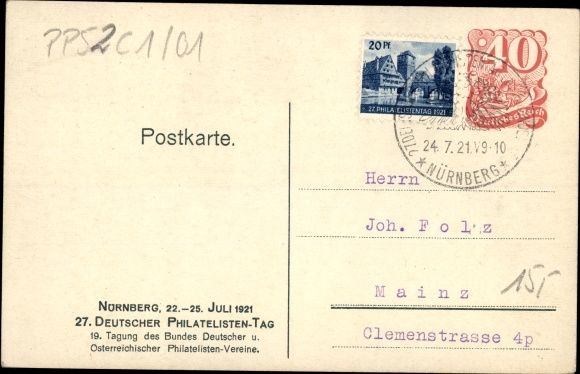 PP52 C1/01
20 Pf
27. PHILATELISTENTAG 1921
40
Deutsches Reich
24.7.21.V9-10
* NÜRNBERG *
Postkarte.
Herrn
Joh. Folz
Mainz
15,-
Clemenstrasse 4p
NÜRNBERG, 22.—25. JULI 1921
27. DEUTSCHER PHILATELISTEN-TAG
19. Tagung des Bundes Deutscher u.
Österreichischer Philatelisten-Vereine.